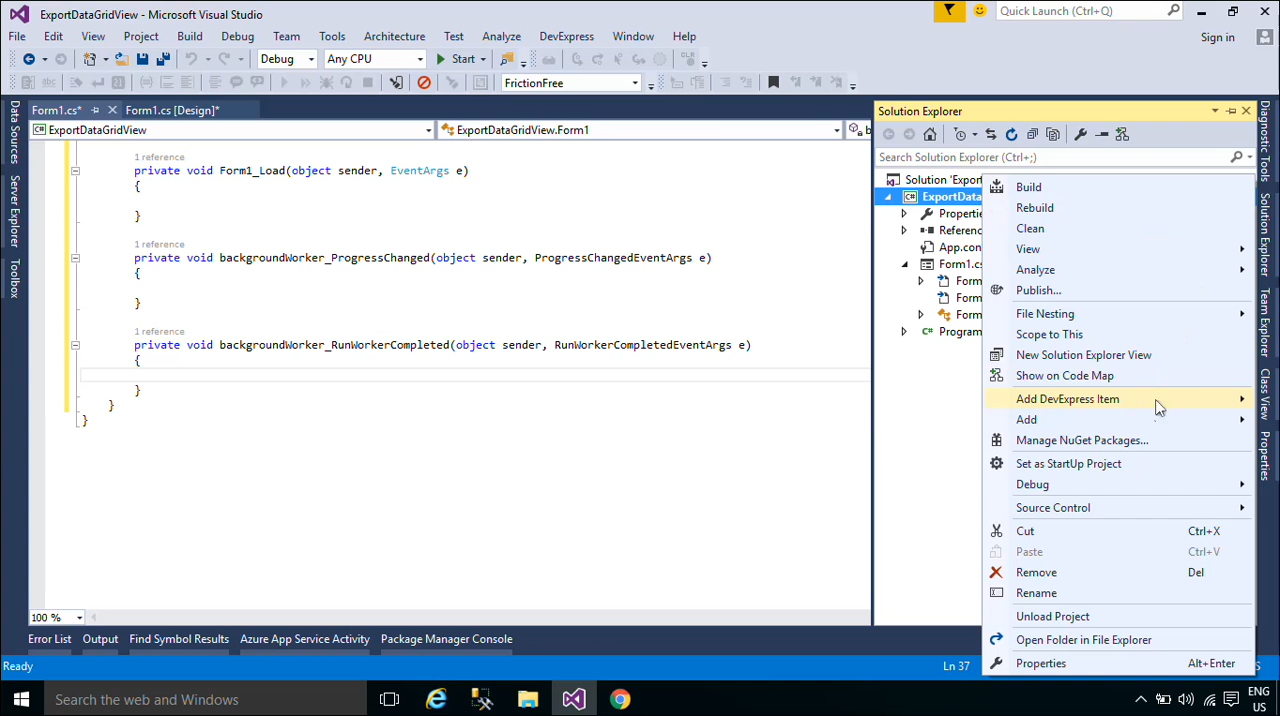 ExportDataGridView - Microsoft Visual Studio
Quick Launch (Ctrl+Q)
File Edit View Project Build Debug Team Tools Architecture Test Analyze DevExpress Window Help
Sign in
Debug Any CPU Start
FrictionFree
Form1.cs* Form1.cs [Design]*
ExportDataGridView ExportDataGridView.Form1
Data Sources
Server Explorer
Toolbox
1 reference
private void Form1_Load(object sender, EventArgs e)
{
}
1 reference
private void backgroundWorker_ProgressChanged(object sender, ProgressChangedEventArgs e)
{
}
1 reference
private void backgroundWorker_RunWorkerCompleted(object sender, RunWorkerCompletedEventArgs e)
{
}
}
}
100 %
Solution Explorer
Search Solution Explorer (Ctrl+;)
Solution 'Export
C# ExportData
Propertie
Referenc
App.con
Form1.cs
Form
Form
Form
C# Program
Build
Rebuild
Clean
View
Analyze
Publish...
File Nesting
Scope to This
New Solution Explorer View
Show on Code Map
Add DevExpress Item
Add
Manage NuGet Packages...
Set as StartUp Project
Debug
Source Control
Cut Ctrl+X
Paste Ctrl+V
Remove Del
Rename
Unload Project
Open Folder in File Explorer
Properties Alt+Enter
Diagnostic Tools
Solution Explorer
Team Explorer
Class View
Properties
Error List Output Find Symbol Results Azure App Service Activity Package Manager Console
Ready Ln 37
Search the web and Windows
ENG
US